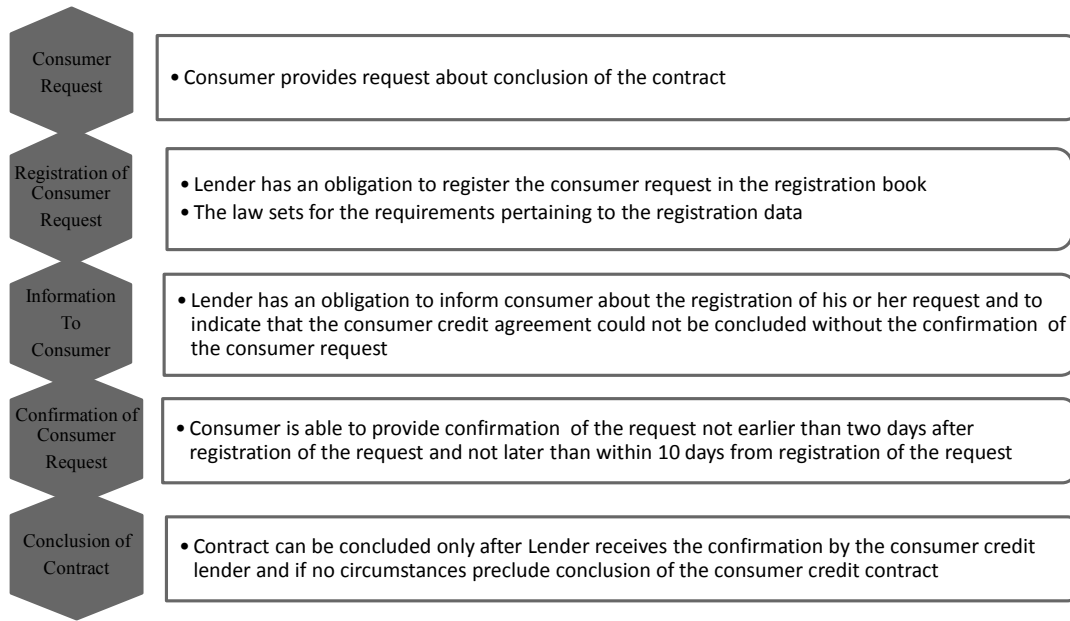 Consumer
Request
• Consumer provides request about conclusion of the contract
Registration of
Consumer
Request
• Lender has an obligation to register the consumer request in the registration book
• The law sets for the requirements pertaining to the registration data
Information
To
Consumer
• Lender has an obligation to inform consumer about the registration of his or her request and to
indicate that the consumer credit agreement could not be concluded without the confirmation of
the consumer request
Confirmation of
Consumer
Request
• Consumer is able to provide confirmation of the request not earlier than two days after
registration of the request and not later than within 10 days from registration of the request
Conclusion of
Contract
• Contract can be concluded only after Lender receives the confirmation by the consumer credit
lender and if no circumstances preclude conclusion of the consumer credit contract